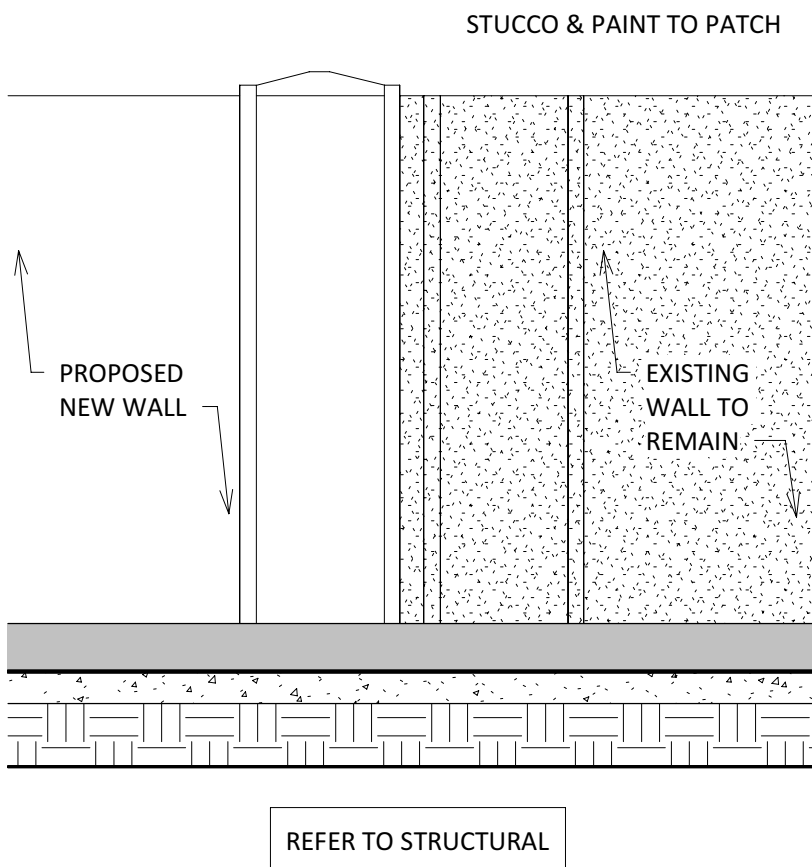 STUCCO & PAINT TO PATCH
PROPOSED
NEW WALL
EXISTING
WALL TO
REMAIN
REFER TO STRUCTURAL